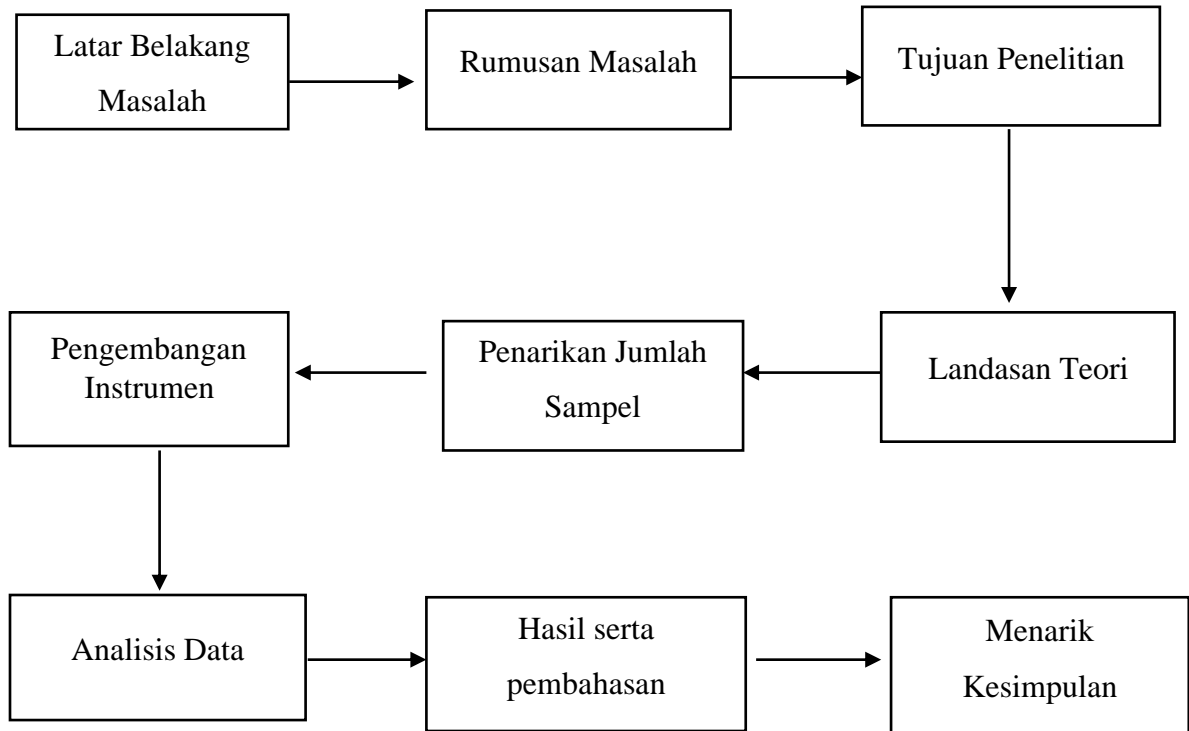 Latar Belakang
Masalah
Rumusan Masalah
Tujuan Penelitian
Landasan Teori
Penarikan Jumlah
Sampel
Pengembangan
Instrumen
Analisis Data
Hasil serta
pembahasan
Menarik
Kesimpulan